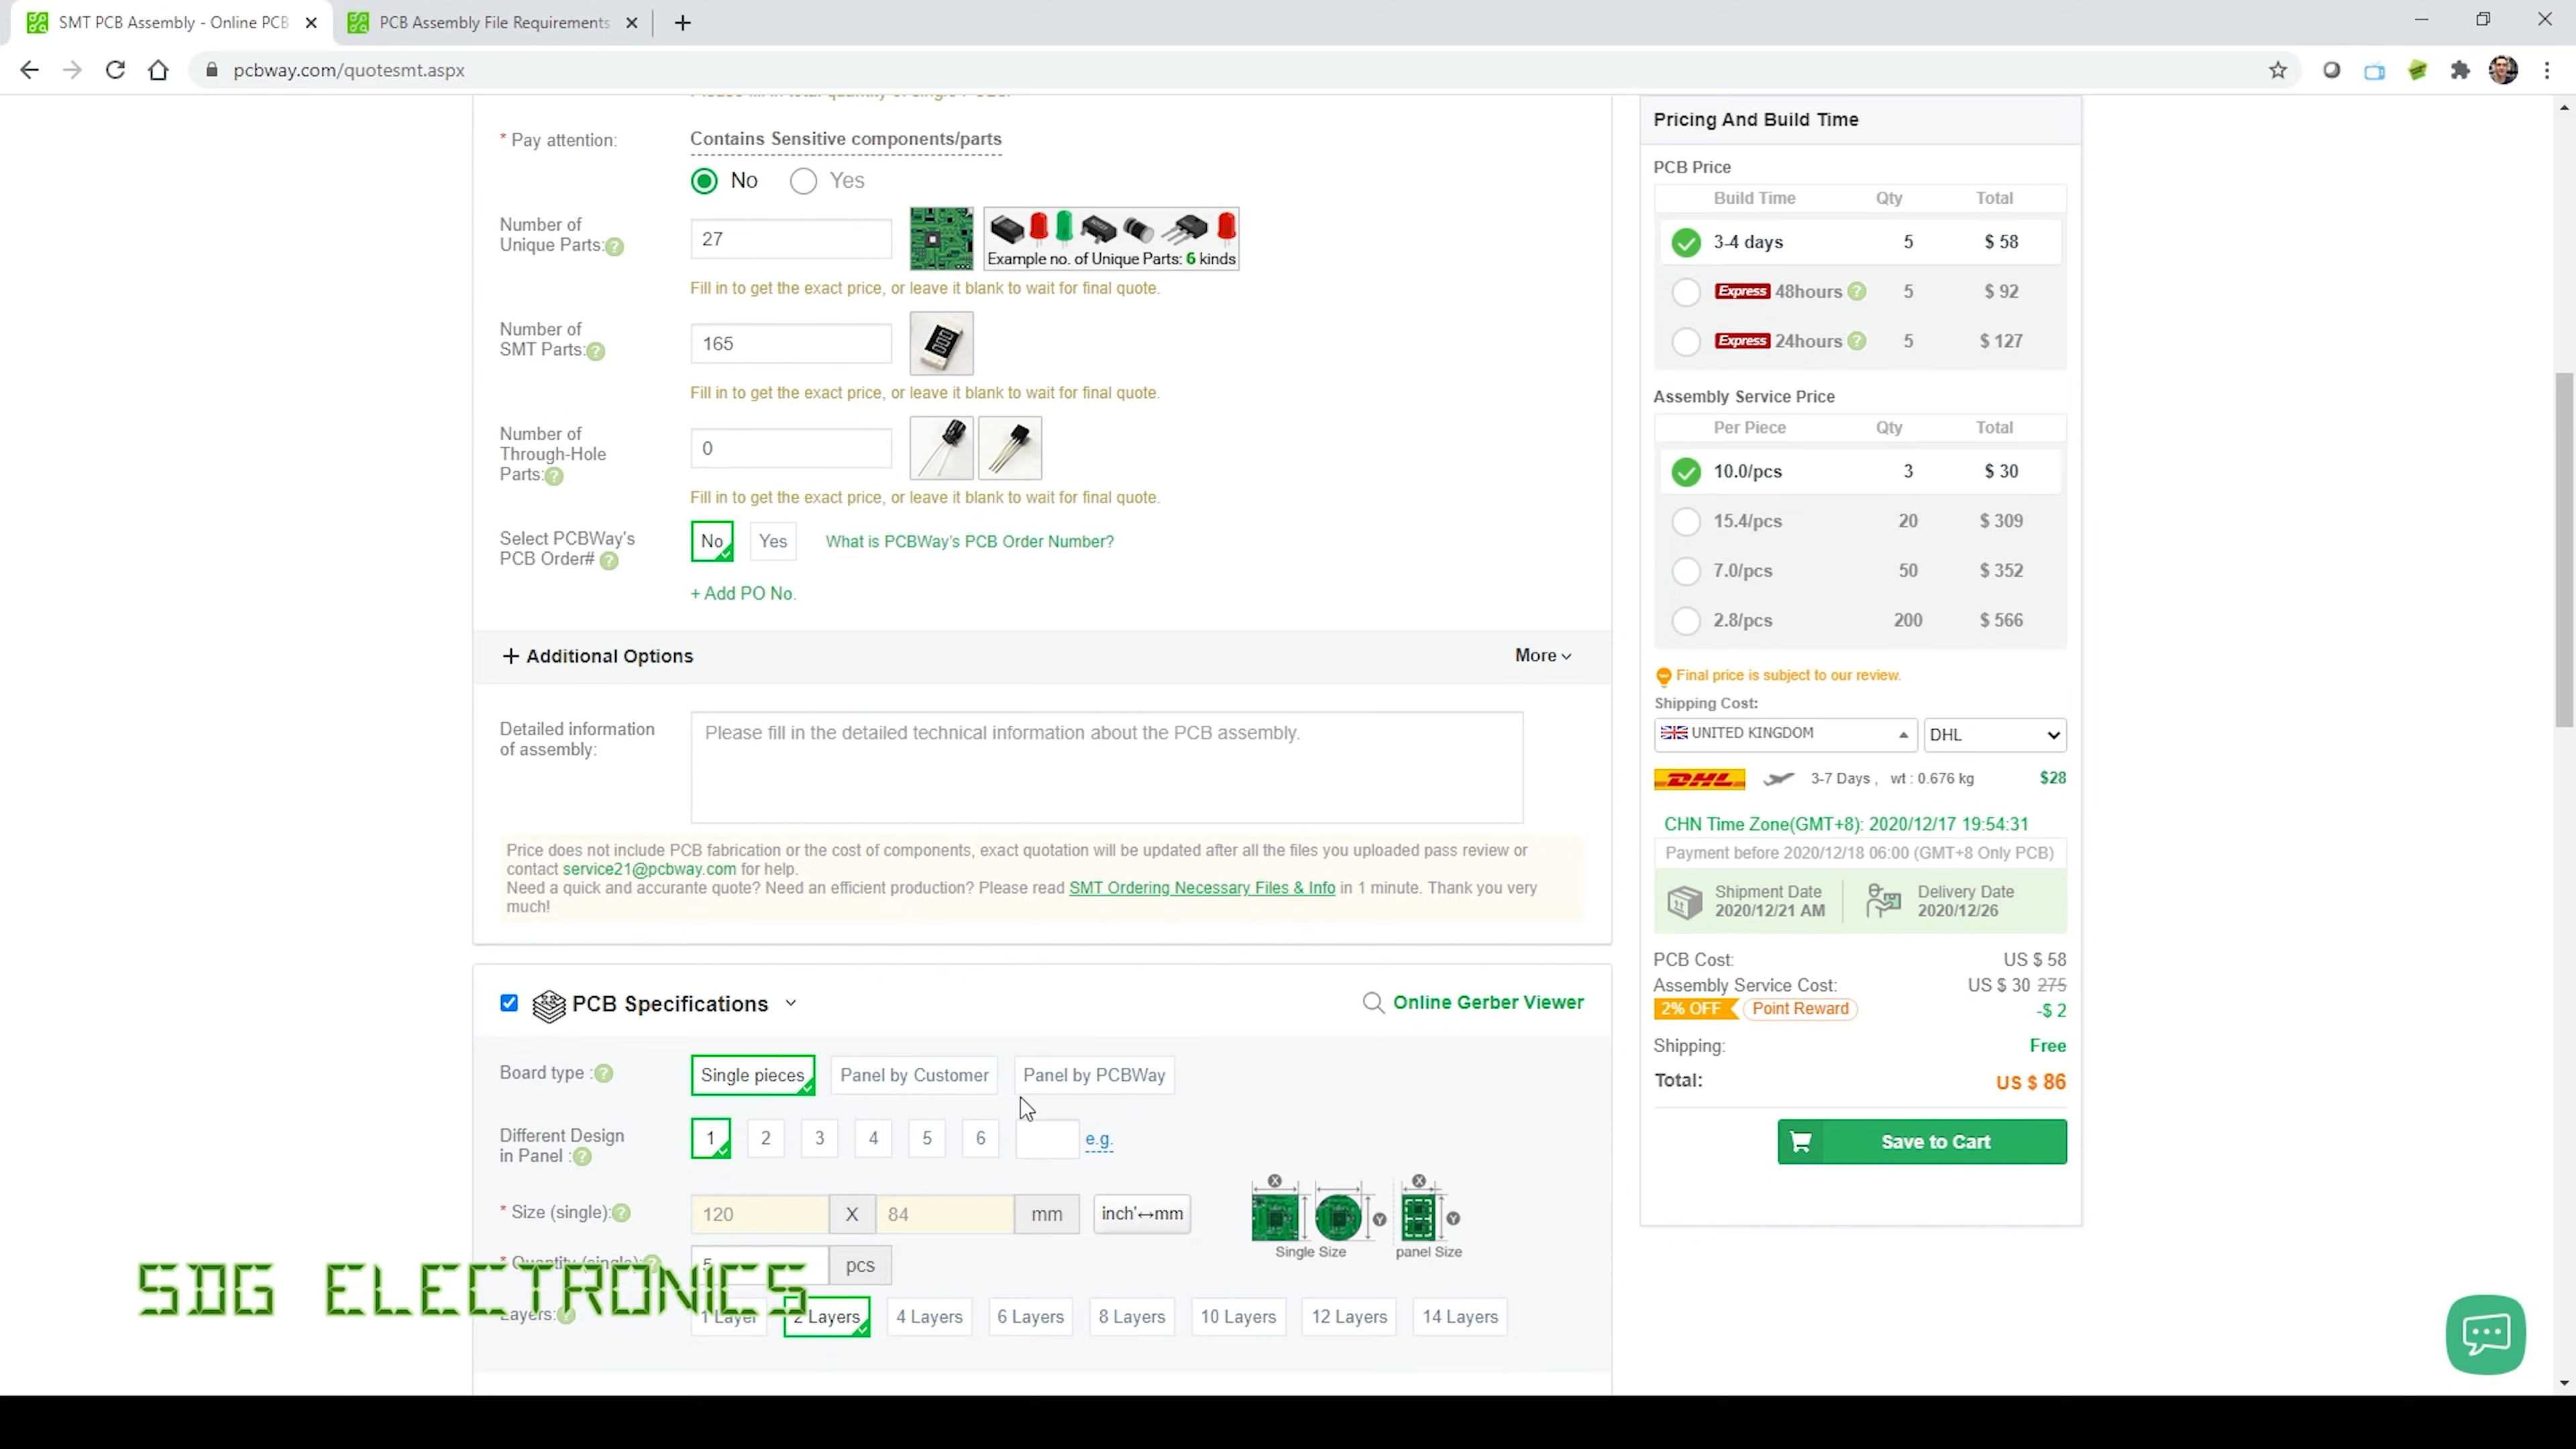 SMT PCB Assembly - Online PCB
PCB Assembly File Requirements
pcbway.com/quotesmt.aspx
* Pay attention:
Contains Sensitive components/parts
No
Yes
Number of
Unique Parts:
27
Example no. of Unique Parts: 6 kinds
Fill in to get the exact price, or leave it blank to wait for final quote.
Number of
SMT Parts:
165
Fill in to get the exact price, or leave it blank to wait for final quote.
Number of
Through-Hole
Parts:
0
Fill in to get the exact price, or leave it blank to wait for final quote.
Select PCBWay's
PCB Order#
No
Yes
What is PCBWay's PCB Order Number?
+ Add PO No.
+ Additional Options
More
Detailed information
of assembly:
Please fill in the detailed technical information about the PCB assembly.
Price does not include PCB fabrication or the cost of components, exact quotation will be updated after all the files you uploaded pass review or
contact service21@pcbway.com for help.
Need a quick and accurante quote? Need an efficient production? Please read SMT Ordering Necessary Files & Info in 1 minute. Thank you very
much!
PCB Specifications
Online Gerber Viewer
Board type :
Single pieces
Panel by Customer
Panel by PCBWay
Different Design
in Panel :
1
2
3
4
5
6
e.g.
* Size (single):
120
X
84
mm
inch'↔mm
X
Y
X
Y
Single Size
panel Size
* Quantity (single):
5
pcs
Layers:
1 Layer
2 Layers
4 Layers
6 Layers
8 Layers
10 Layers
12 Layers
14 Layers
SDG ELECTRONICS
Pricing And Build Time
PCB Price
Build Time Qty Total
3-4 days 5 $ 58
Express 48hours 5 $ 92
Express 24hours 5 $ 127
Assembly Service Price
Per Piece Qty Total
10.0/pcs 3 $ 30
15.4/pcs 20 $ 309
7.0/pcs 50 $ 352
2.8/pcs 200 $ 566
Final price is subject to our review.
Shipping Cost:
UNITED KINGDOM
DHL
DHL 3-7 Days , wt : 0.676 kg $28
CHN Time Zone(GMT+8): 2020/12/17 19:54:31
Payment before 2020/12/18 06:00 (GMT+8 Only PCB)
Shipment Date
2020/12/21 AM
Delivery Date
2020/12/26
PCB Cost: US $ 58
Assembly Service Cost: US $ 30 275
2% OFF Point Reward -$ 2
Shipping: Free
Total: US $ 86
Save to Cart